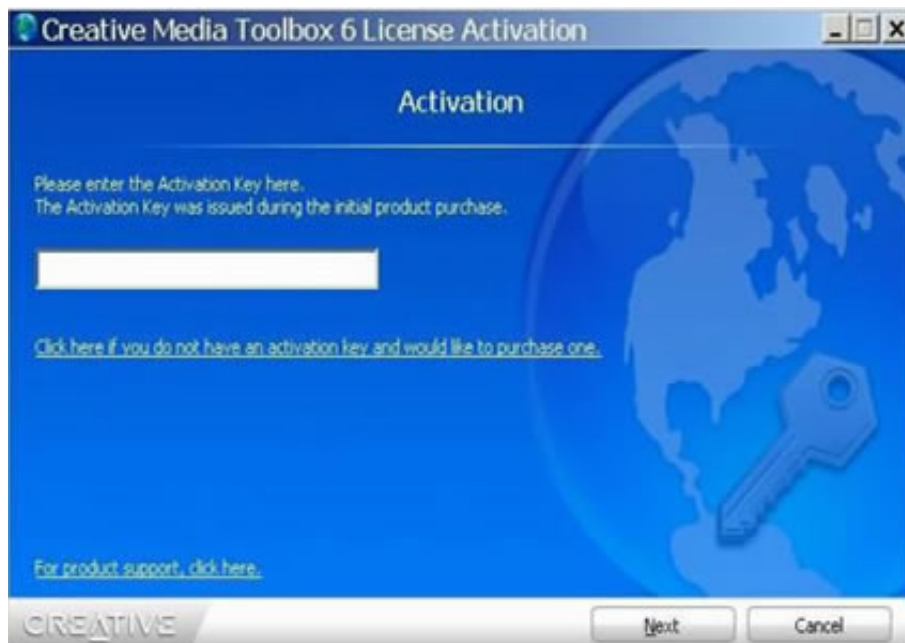 Creative Media Toolbox 6 License Activation
Activation
Please enter the Activation Key here.
The Activation Key was issued during the initial product purchase.
Click here if you do not have an activation key and would like to purchase one.
For product support, click here.
CREATIVE
Next
Cancel